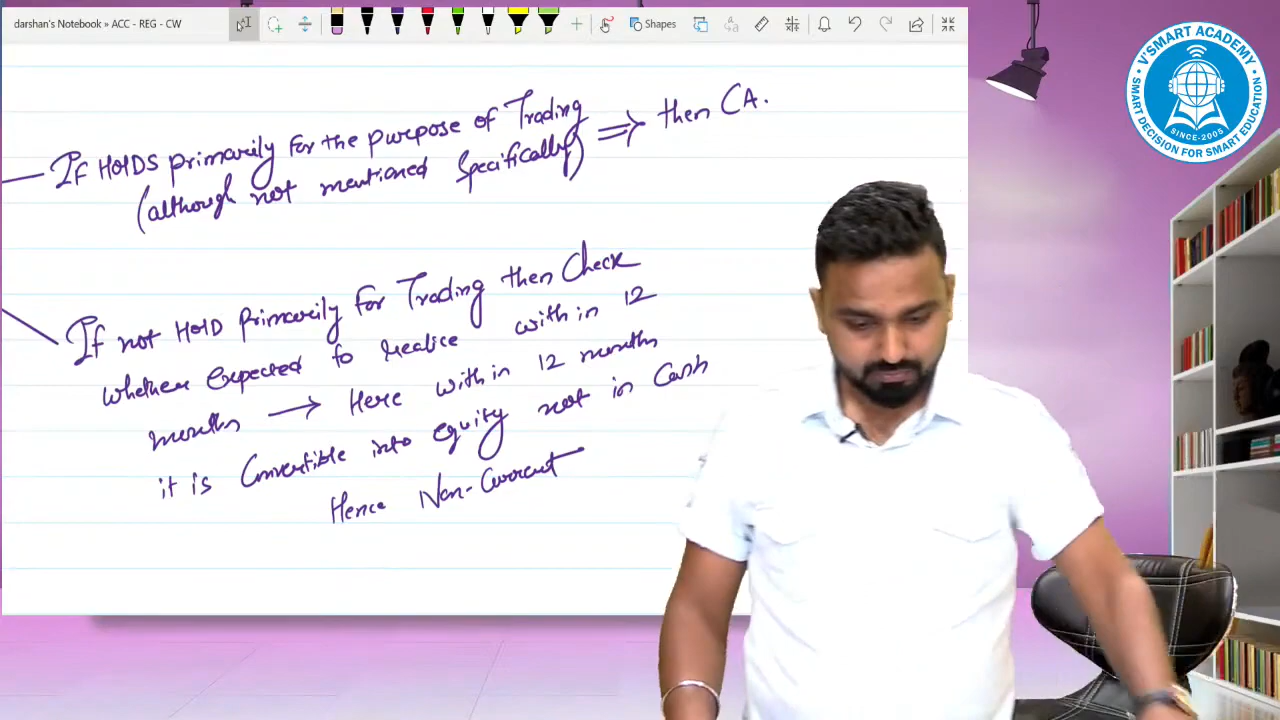 darshan's Notebook » ACC - REG - CW
Shapes
V'SMART ACADEMY
SINCE-2005
SMART DECISION FOR SMART EDUCATION
If HOLDS primarily for the purpose of Trading
(although not mentioned Specifically) ⇒ then CA.
If not HOLD Primarily for Trading then Check
whether Expected to realise with in 12
months → Here with in 12 months
it is Convertible into equity not in Cash
Hence Non-Current